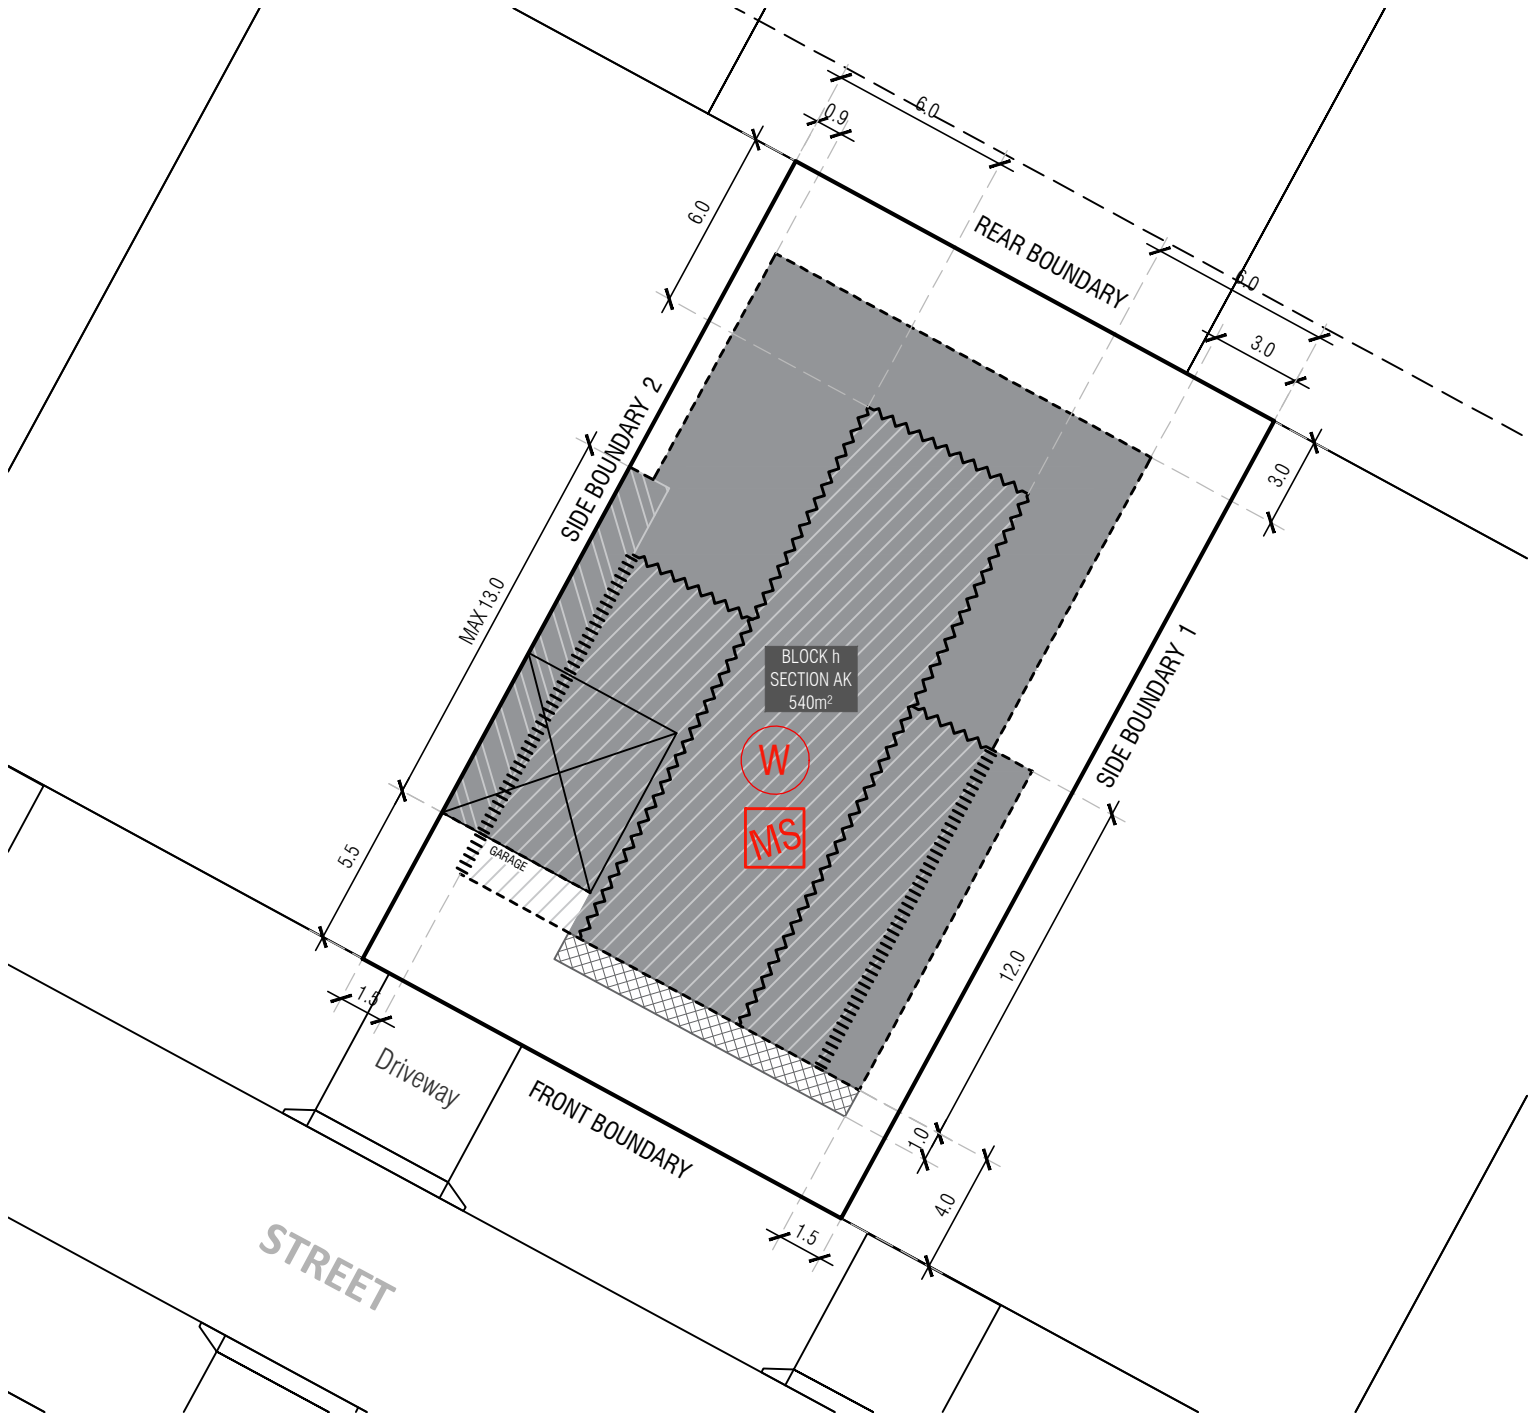 6.0
0.9
6.0
REAR BOUNDARY
6.0
3.0
3.0
SIDE BOUNDARY 2
MAX 13.0
BLOCK h
SECTION AK
540m²
W
MS
SIDE BOUNDARY 1
GARAGE
5.5
12.0
1.5
Driveway
FRONT BOUNDARY
1.0
4.0
1.5
STREET